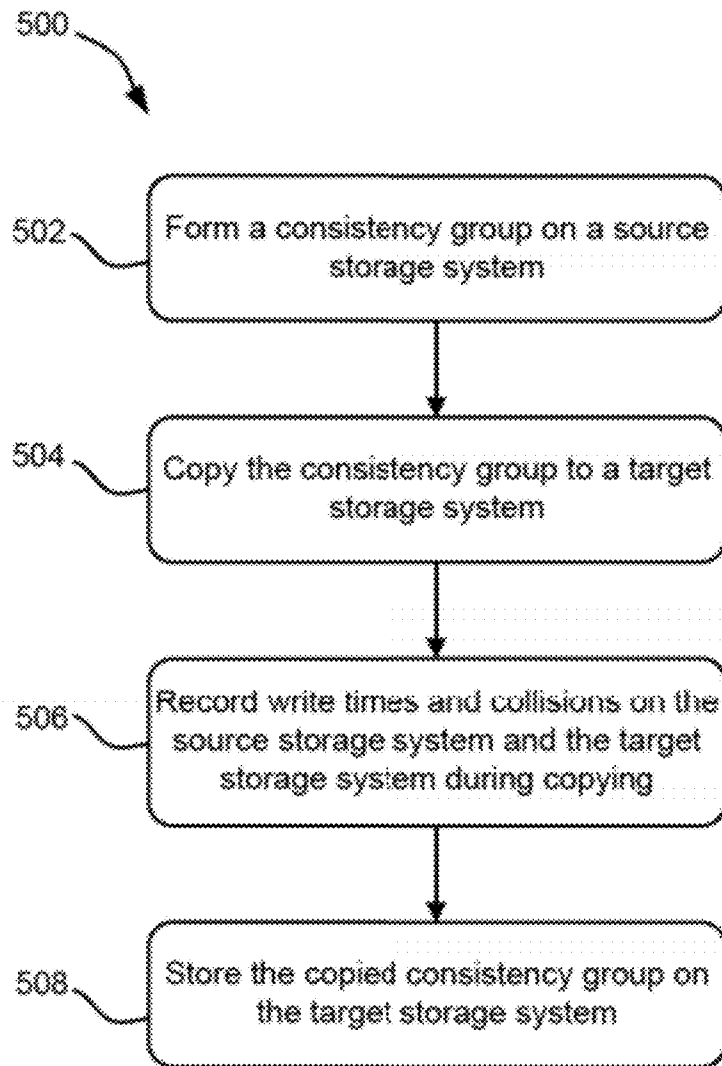 500
502
Form a consistency group on a source
storage system
504
Copy the consistency group to a target
storage system
506
Record write times and collisions on the
source storage system and the target
storage system during copying
508
Store the copied consistency group on
the target storage system